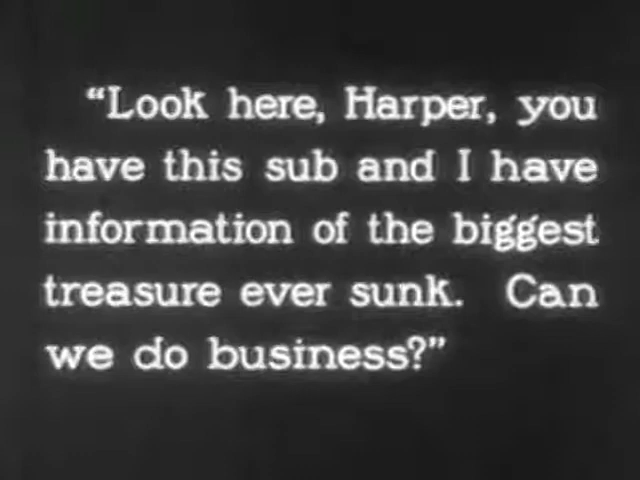 “Look here, Harper, you
have this sub and I have
information of the biggest
treasure ever sunk. Can
we do business?”